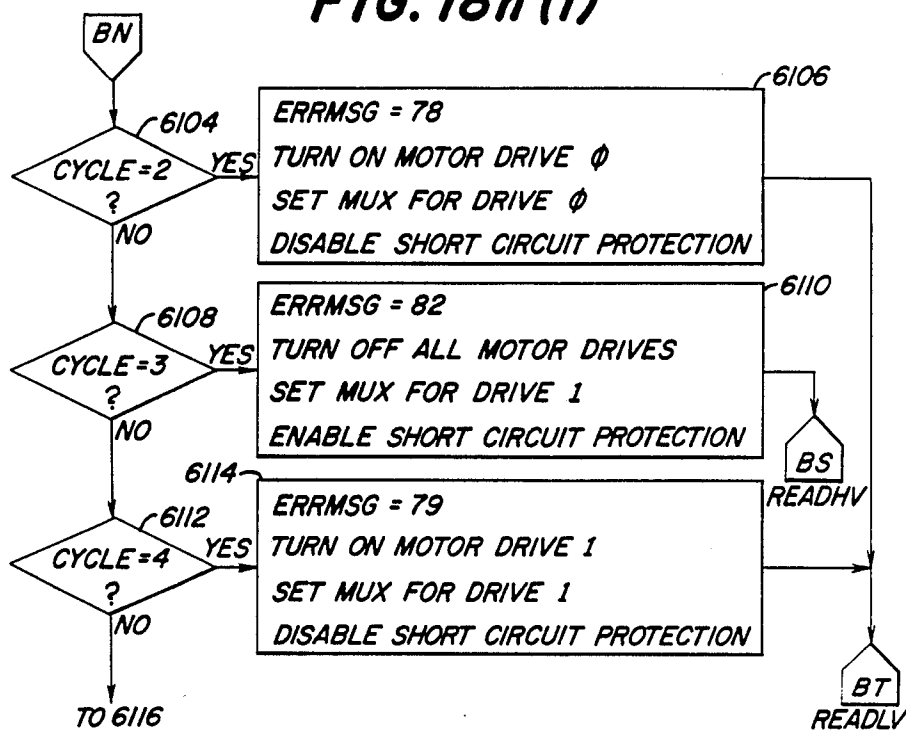 FIG. 18n(1)
BN
6104
CYCLE=2
?
YES
NO
6106
ERRMSG = 78
TURN ON MOTOR DRIVE ϕ
SET MUX FOR DRIVE ϕ
DISABLE SHORT CIRCUIT PROTECTION
6108
CYCLE=3
?
YES
NO
6110
ERRMSG = 82
TURN OFF ALL MOTOR DRIVES
SET MUX FOR DRIVE 1
ENABLE SHORT CIRCUIT PROTECTION
BS
READHV
6112
CYCLE=4
?
YES
NO
6114
ERRMSG = 79
TURN ON MOTOR DRIVE 1
SET MUX FOR DRIVE 1
DISABLE SHORT CIRCUIT PROTECTION
BT
READLV
TO 6116